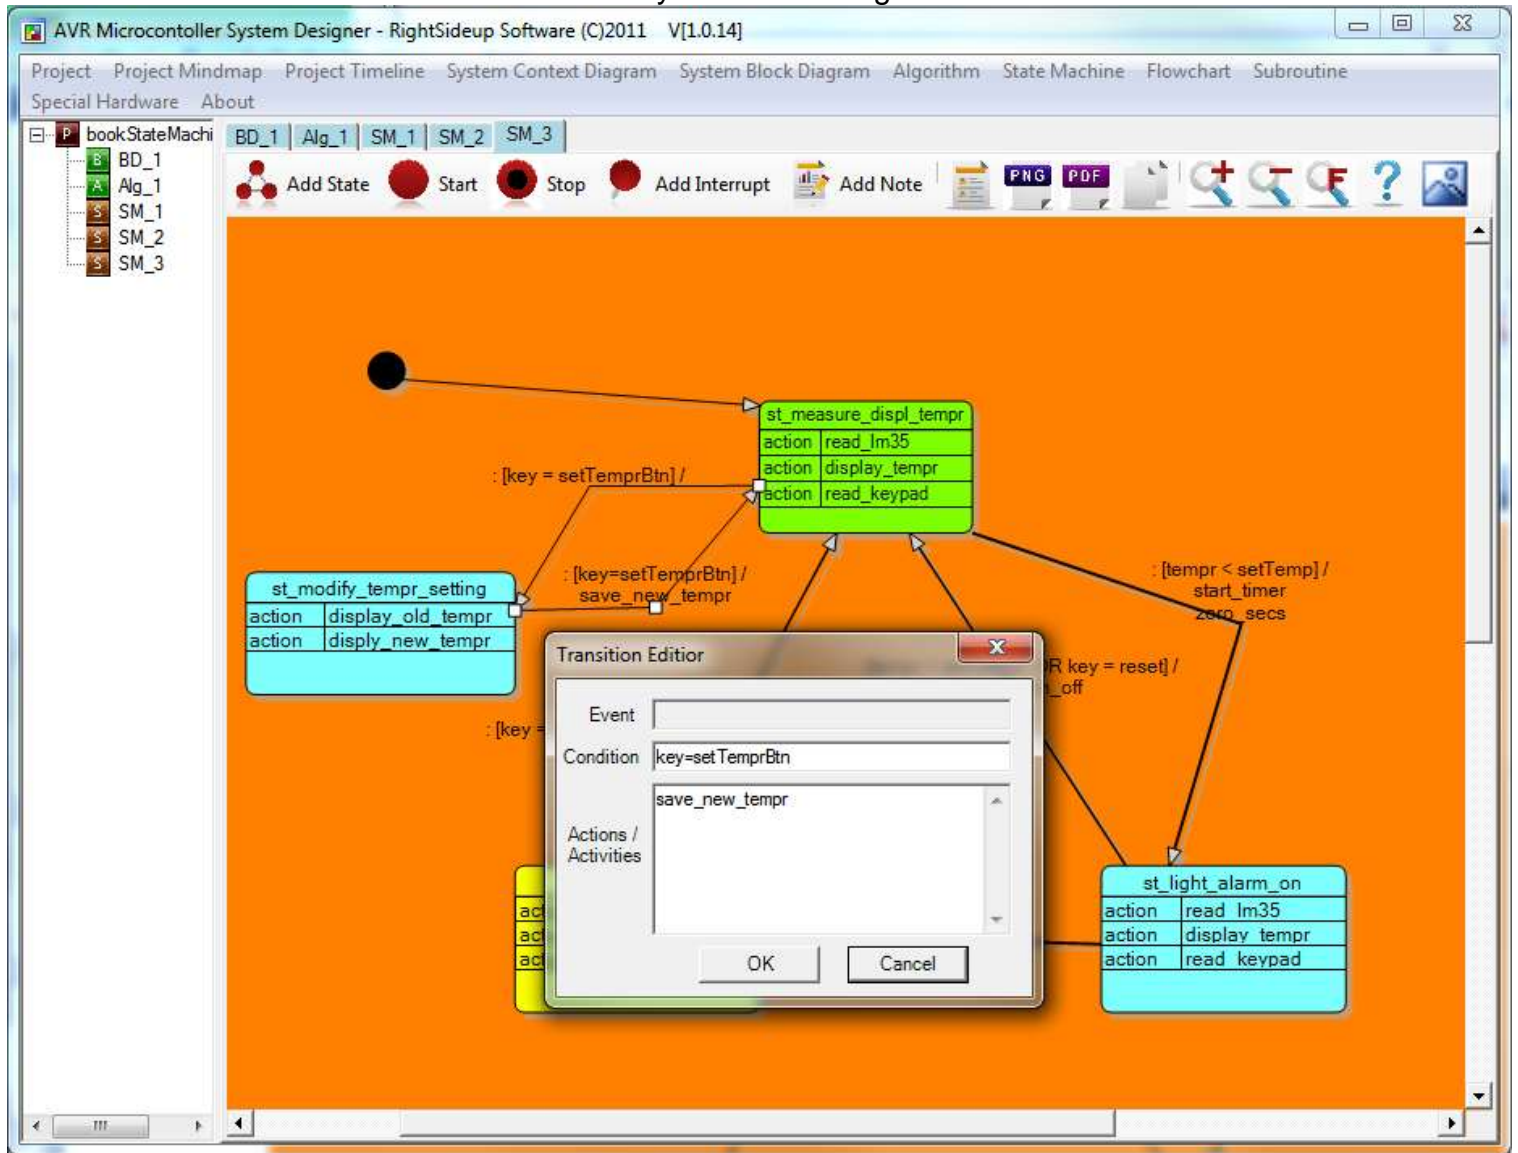 AVR Microcontoller System Designer - RightSideup Software (C)2011 V[1.0.14]
Project Project Mindmap Project Timeline System Context Diagram System Block Diagram Algorithm State Machine Flowchart Subroutine
Special Hardware About
bookStateMachi
BD_1
Alg_1
SM_1
SM_2
SM_3
BD_1 Alg_1 SM_1 SM_2 SM_3
Add State Start Stop Add Interrupt Add Note PNG PDF
st_measure_displ_tempr
action read_lm35
action display_tempr
action read_keypad
: [key = setTemprBtn] /
: [key=setTemprBtn] /
save_new_tempr
st_modify_tempr_setting
action display_old_tempr
action disply_new_tempr
: [tempr < setTemp] /
start_timer
zero_secs
key = reset] /
_off
: [key =
Transition Editior
Event
Condition key=setTemprBtn
Actions /
Activities
save_new_tempr
OK Cancel
st_light_alarm_on
action read_lm35
action display_tempr
action read_keypad